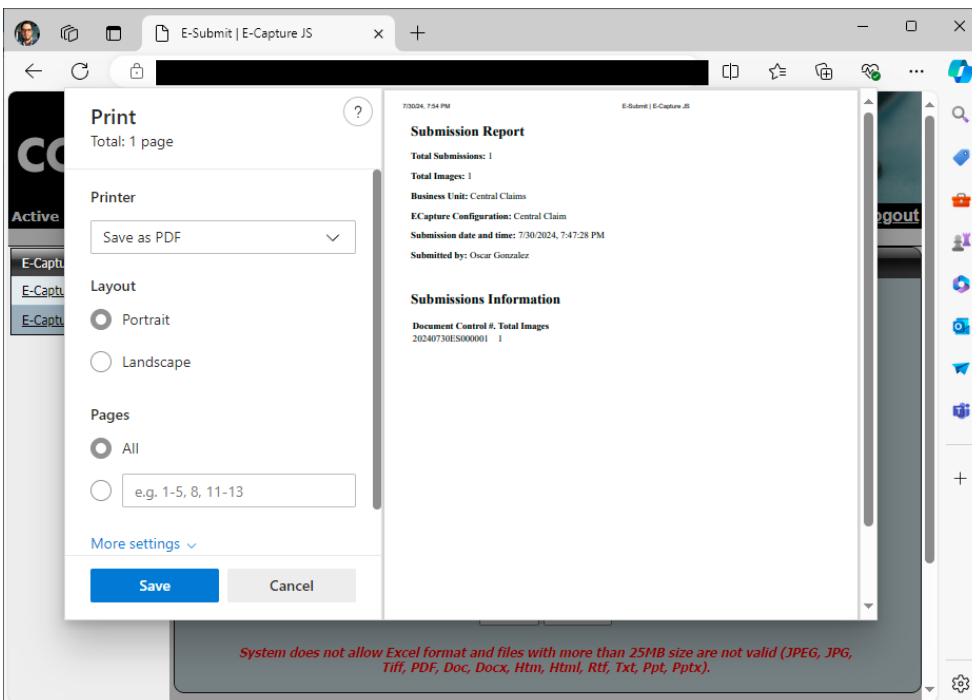 E-Submit | E-Capture JS
CO
Active
ogout
E-Captu
E-Captu
E-Captu
Print
?
Total: 1 page
Printer
Save as PDF
Layout
Portrait
Landscape
Pages
All
e.g. 1-5, 8, 11-13
More settings
Save
Cancel
7/30/24, 7:54 PM
E-Submit | E-Capture JS
Submission Report
Total Submissions: 1
Total Images: 1
Business Unit: Central Claims
ECapture Configuration: Central Claim
Submission date and time: 7/30/2024, 7:47:28 PM
Submitted by: Oscar Gonzalez
Submissions Information
Document Control #. Total Images
20240730ES000001 1
System does not allow Excel format and files with more than 25MB size are not valid (JPEG, JPG,
Tiff, PDF, Doc, Docx, Htm, Html, Rtf, Txt, Ppt, Pptx).